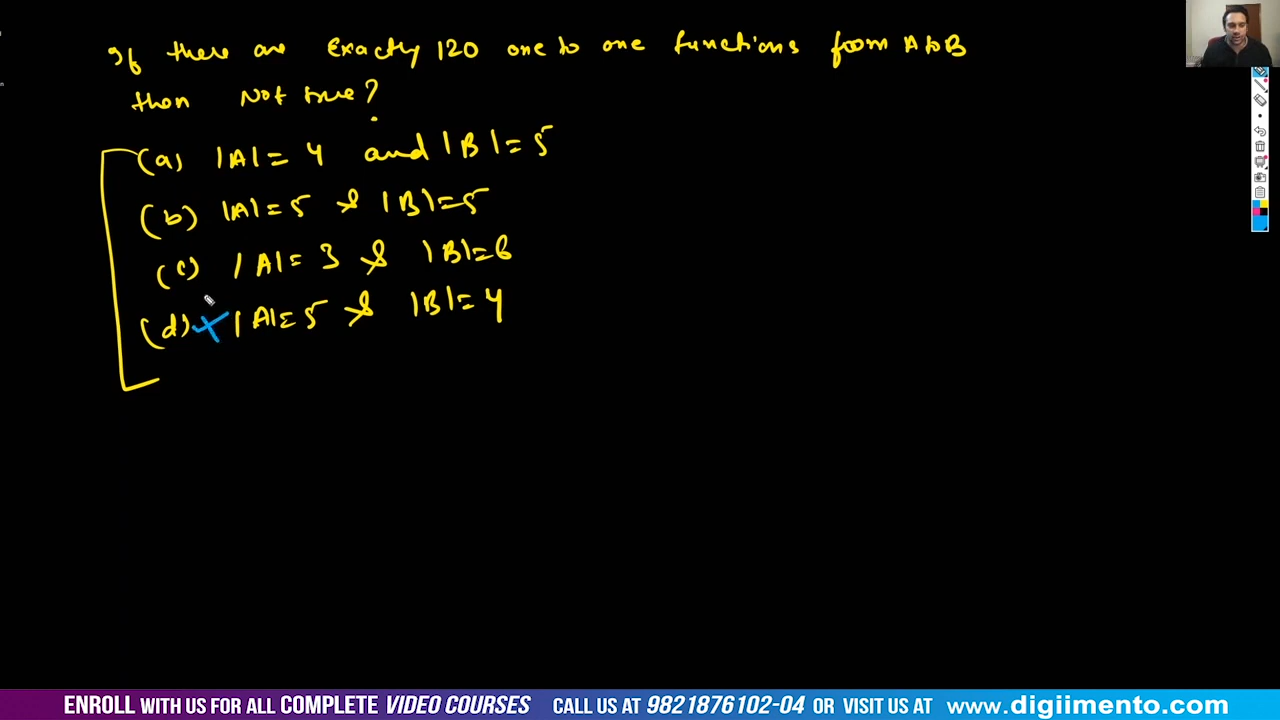 If there are Exactly 120 one to one functions from A to B
then Not true?
(a) |A| = 4 and |B| = 5
(b) |A| = 5 & |B| = 5
(c) |A| = 3 & |B| = 6
(d) |A| = 5 & |B| = 4
ENROLL WITH US FOR ALL COMPLETE VIDEO COURSES CALL US AT 9821876102-04 OR VISIT US AT www.digiimento.com